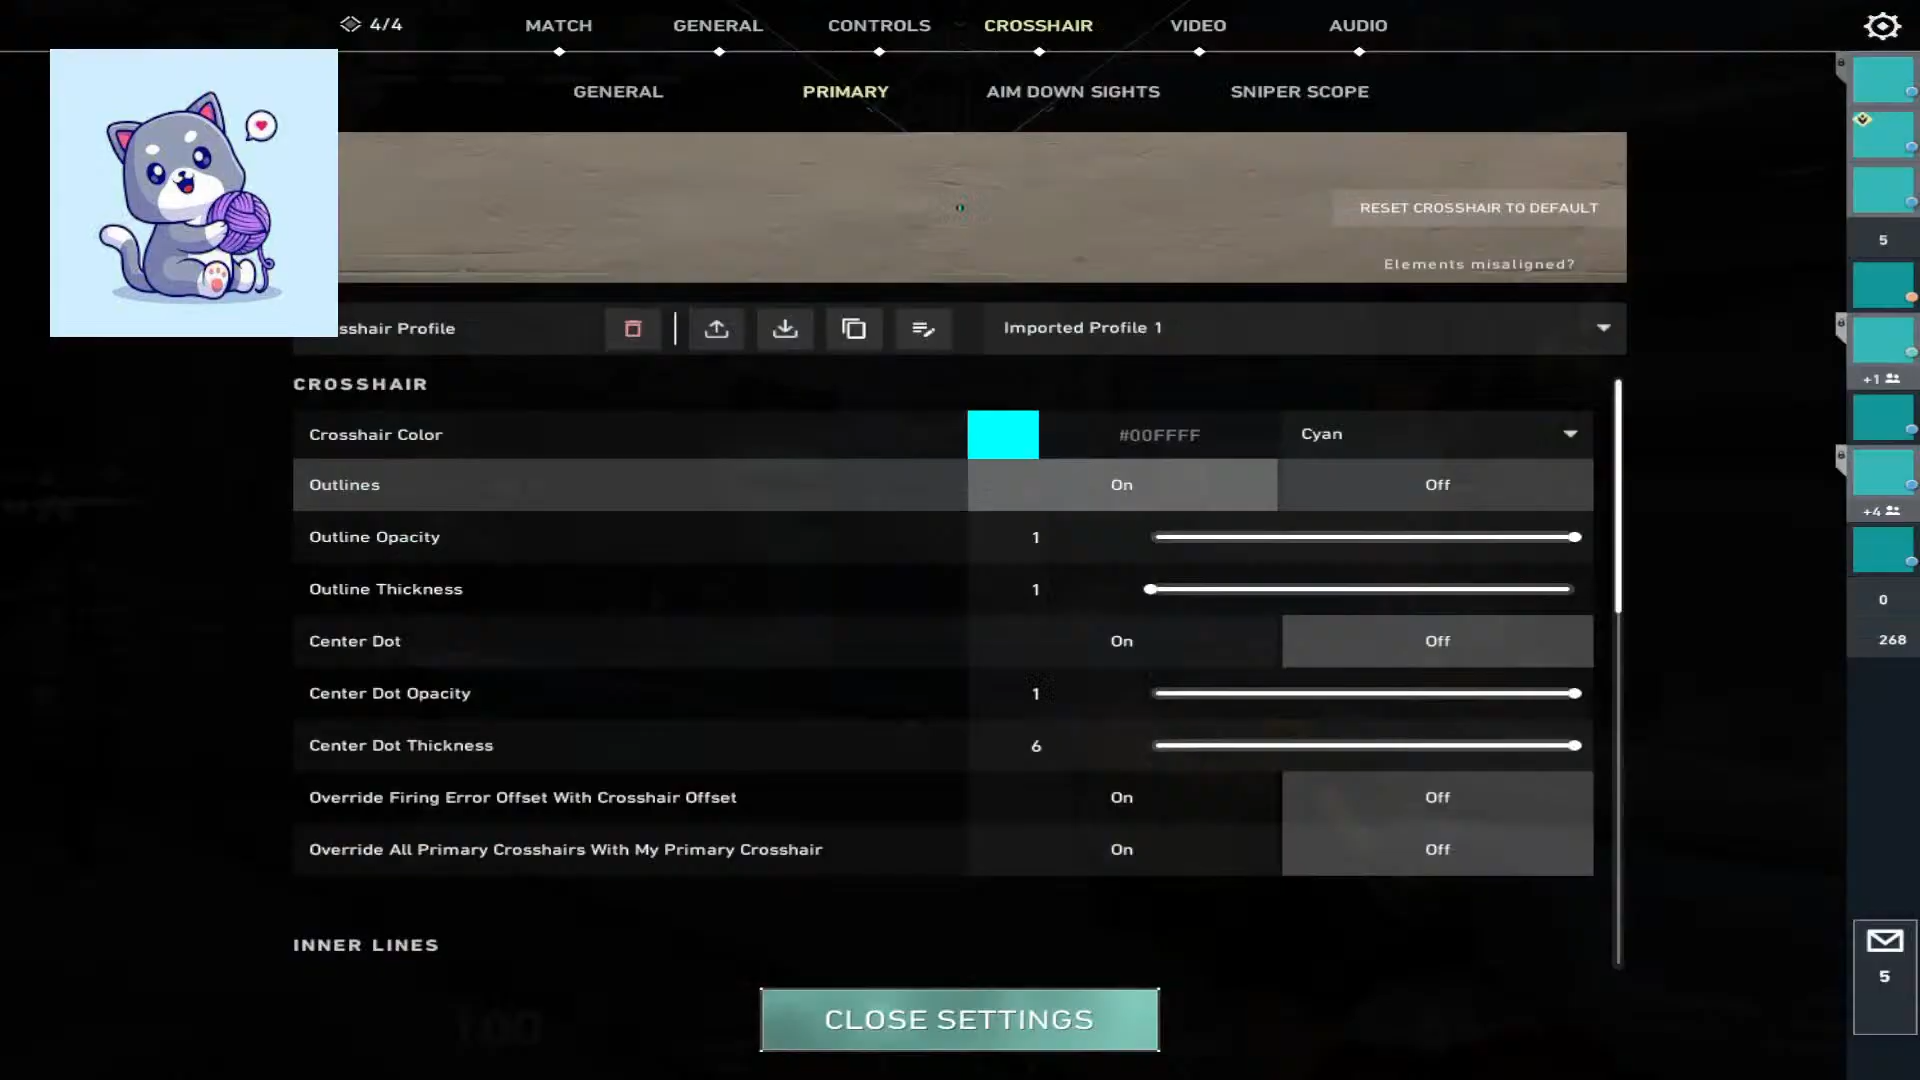 4/4
MATCH
GENERAL
CONTROLS
CROSSHAIR
VIDEO
AUDIO
GENERAL
PRIMARY
AIM DOWN SIGHTS
SNIPER SCOPE
RESET CROSSHAIR TO DEFAULT
Elements misaligned?
sshair Profile
Imported Profile 1
CROSSHAIR
Crosshair Color
#00FFFF
Cyan
Outlines
On
Off
Outline Opacity
1
Outline Thickness
1
Center Dot
On
Off
Center Dot Opacity
1
Center Dot Thickness
6
Override Firing Error Offset With Crosshair Offset
On
Off
Override All Primary Crosshairs With My Primary Crosshair
On
Off
INNER LINES
CLOSE SETTINGS
5
+1
+4
0
268
5